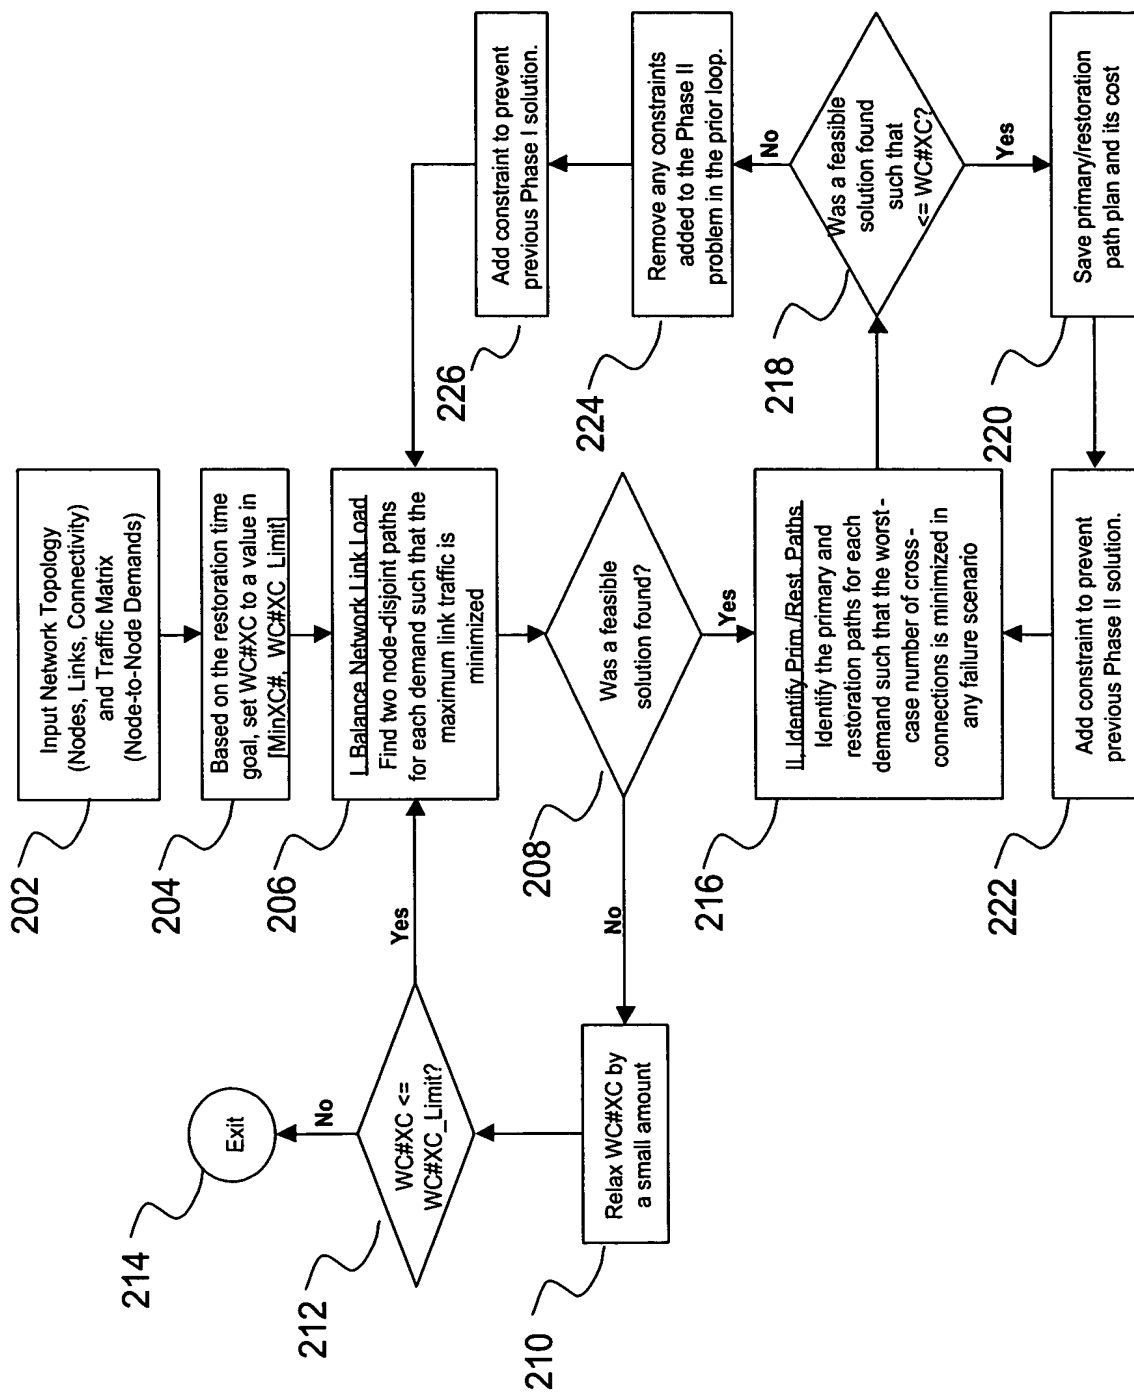 Input Network Topology
(Nodes, Links, Connectivity)
and Traffic Matrix
(Node-to-Node Demands)
202
Based on the restoration time
goal, set WC#XC to a value in
[MinXC#, WC#XC_Limit]
204
I. Balance Network Link Load
Find two node-disjoint paths
for each demand such that the
maximum link traffic is
minimized
206
Was a feasible
solution found?
208
No
Yes
Relax WC#XC by
a small amount
210
WC#XC <=
WC#XC_Limit?
212
Yes
No
Exit
214
II. Identify Prim./Rest. Paths
Identify the primary and
restoration paths for each
demand such that the worst-
case number of cross-
connections is minimized in
any failure scenario
216
Was a feasible
solution found
such that
<= WC#XC?
218
No
Yes
Save primary/restoration
path plan and its cost
220
Add constraint to prevent
previous Phase II solution.
222
Remove any constraints
added to the Phase II
problem in the prior loop.
224
Add constraint to prevent
previous Phase I solution.
226